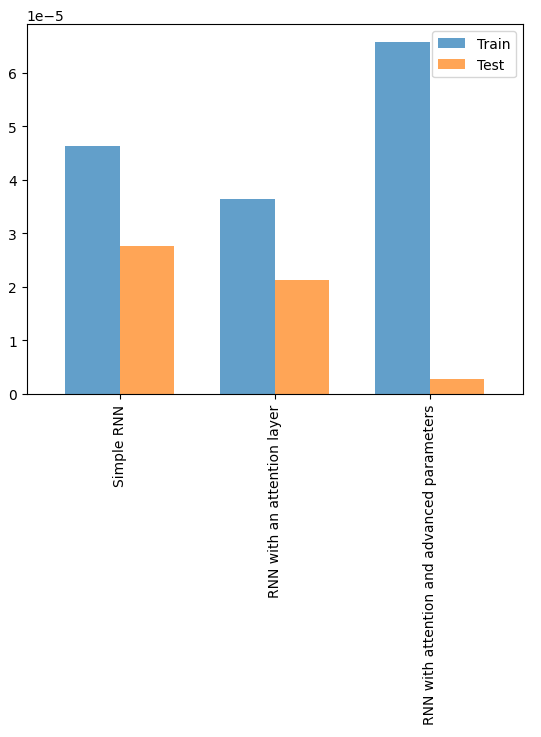 1e−5
6
5
4
3
2
1
0
Train
Test
Simple RNN
RNN with an attention layer
RNN with attention and advanced parameters